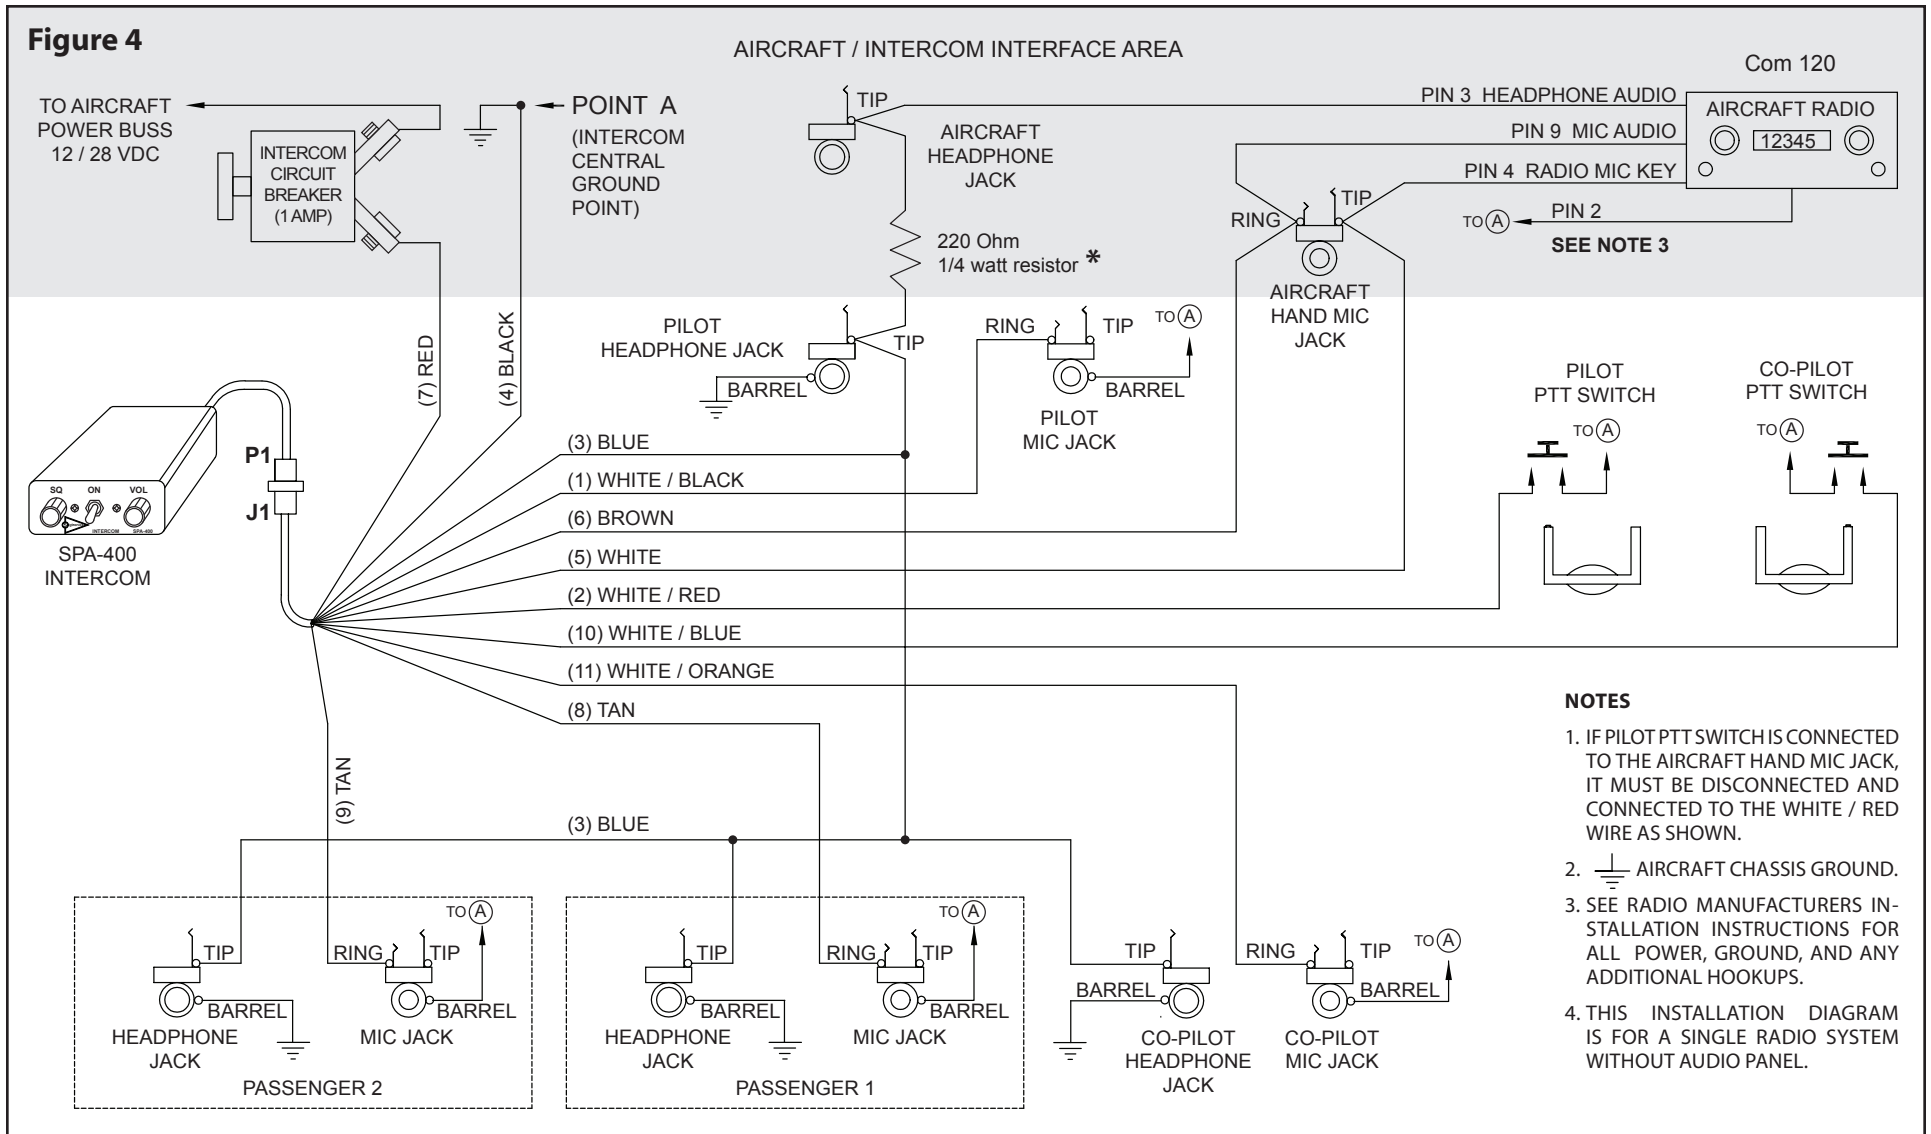 Figure 4
AIRCRAFT / INTERCOM INTERFACE AREA
Com 120
TO AIRCRAFT
POWER BUSS
12 / 28 VDC
INTERCOM
CIRCUIT
BREAKER
(1 AMP)
POINT A
(INTERCOM
CENTRAL
GROUND
POINT)
TIP
AIRCRAFT
HEADPHONE
JACK
PIN 3 HEADPHONE AUDIO
PIN 9 MIC AUDIO
PIN 4 RADIO MIC KEY
AIRCRAFT RADIO
12345
RING
TIP
TO A
PIN 2
SEE NOTE 3
220 Ohm
1/4 watt resistor *
AIRCRAFT
HAND MIC
JACK
(7) RED
(4) BLACK
PILOT
HEADPHONE JACK
TIP
BARREL
RING
TIP
TO A
BARREL
PILOT
MIC JACK
PILOT
PTT SWITCH
TO A
CO-PILOT
PTT SWITCH
TO A
P1
J1
SQ
ON
VOL
INTERCOM
SPA-400
SPA-400
INTERCOM
(3) BLUE
(1) WHITE / BLACK
(6) BROWN
(5) WHITE
(2) WHITE / RED
(10) WHITE / BLUE
(11) WHITE / ORANGE
(8) TAN
(9) TAN
(3) BLUE
TIP
BARREL
HEADPHONE
JACK
RING
TIP
TO A
BARREL
MIC JACK
PASSENGER 2
TIP
BARREL
HEADPHONE
JACK
RING
TIP
TO A
BARREL
MIC JACK
PASSENGER 1
TIP
BARREL
CO-PILOT
HEADPHONE
JACK
RING
TIP
TO A
BARREL
CO-PILOT
MIC JACK
NOTES
1. IF PILOT PTT SWITCH IS CONNECTED
TO THE AIRCRAFT HAND MIC JACK,
IT MUST BE DISCONNECTED AND
CONNECTED TO THE WHITE / RED
WIRE AS SHOWN.
2. AIRCRAFT CHASSIS GROUND.
3. SEE RADIO MANUFACTURERS IN-
STALLATION INSTRUCTIONS FOR
ALL POWER, GROUND, AND ANY
ADDITIONAL HOOKUPS.
4. THIS INSTALLATION DIAGRAM
IS FOR A SINGLE RADIO SYSTEM
WITHOUT AUDIO PANEL.